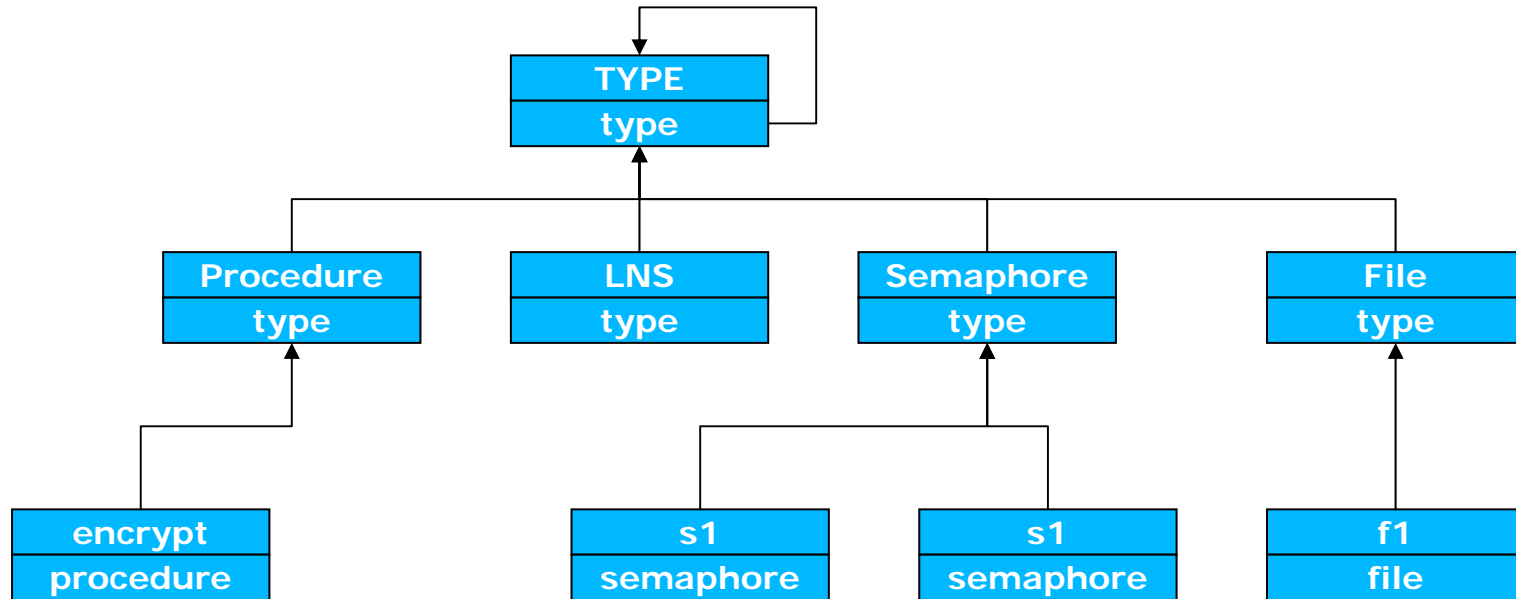 TYPE
type
Procedure
type
LNS
type
Semaphore
type
File
type
encrypt
procedure
s1
semaphore
s1
semaphore
f1
file